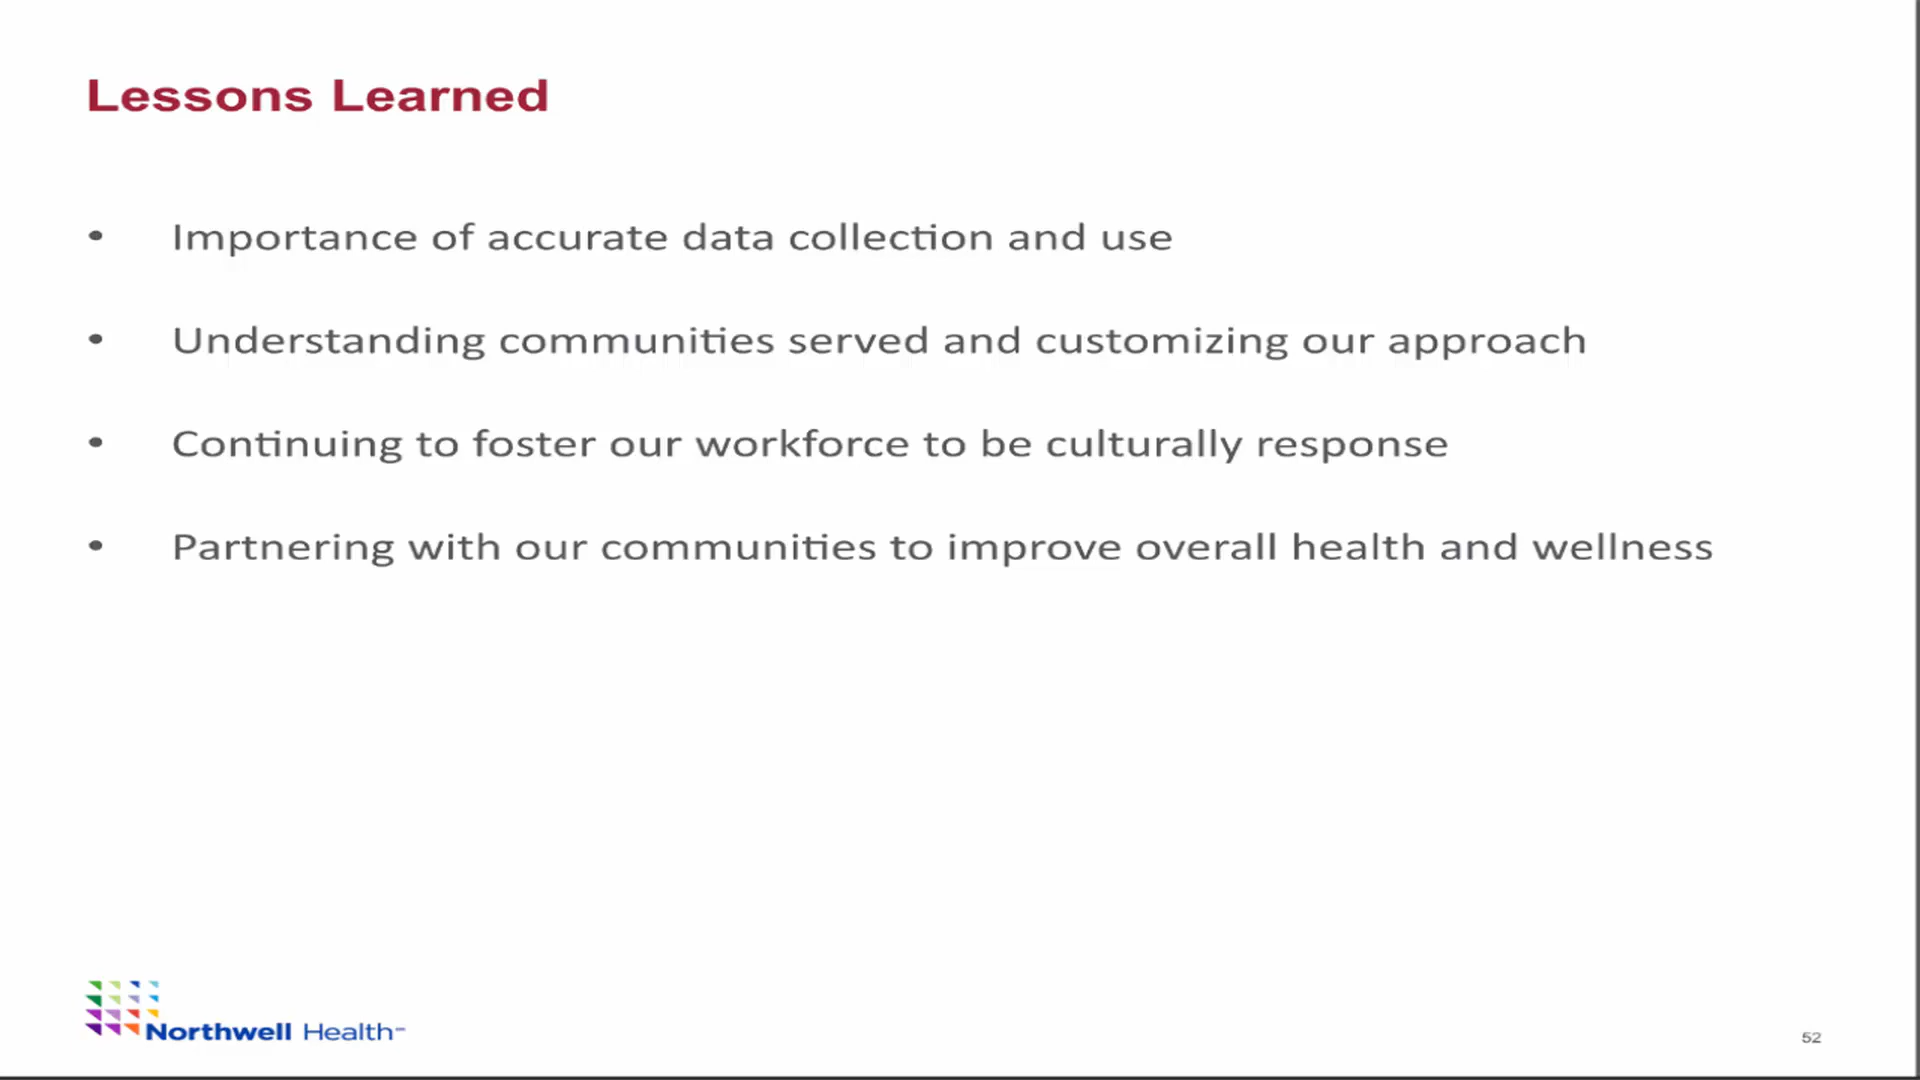 Lessons Learned
• Importance of accurate data collection and use
• Understanding communities served and customizing our approach
• Continuing to foster our workforce to be culturally response
• Partnering with our communities to improve overall health and wellness
Northwell Health℠
52